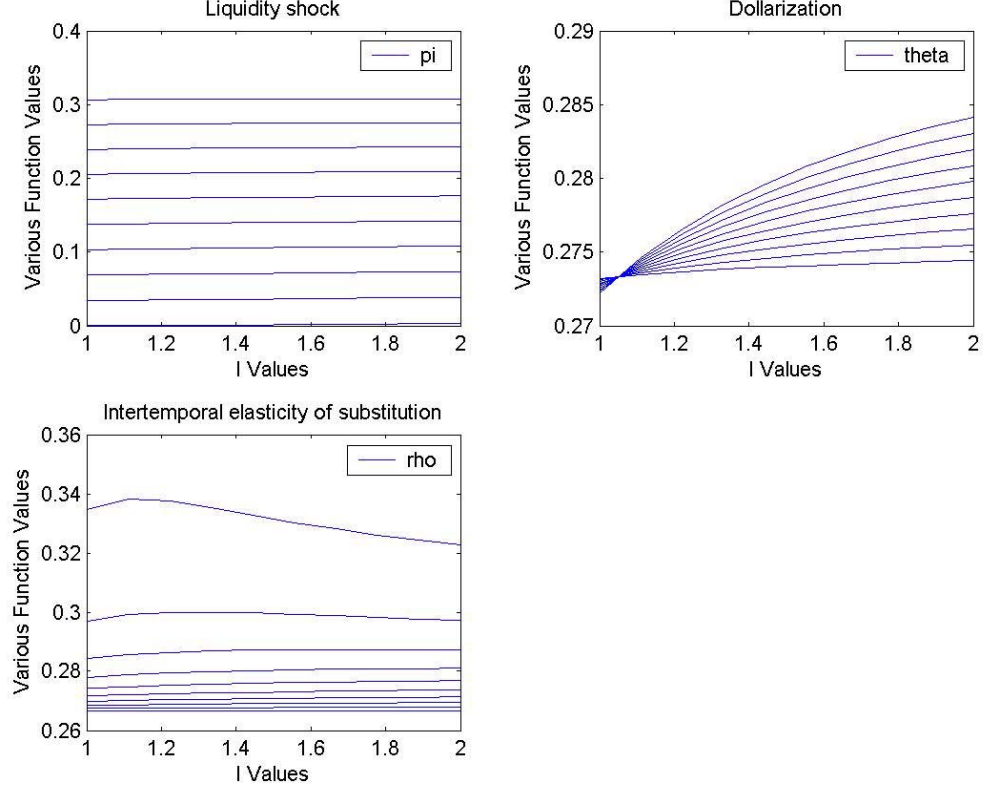 Liquidity shock
0.4
0.3
0.2
0.1
0
Various Function Values
pi
1 1.2 1.4 1.6 1.8 2
I Values
Dollarization
0.29
0.285
0.28
0.275
0.27
Various Function Values
theta
1 1.2 1.4 1.6 1.8 2
I Values
Intertemporal elasticity of substitution
0.36
0.34
0.32
0.3
0.28
0.26
Various Function Values
rho
1 1.2 1.4 1.6 1.8 2
I Values